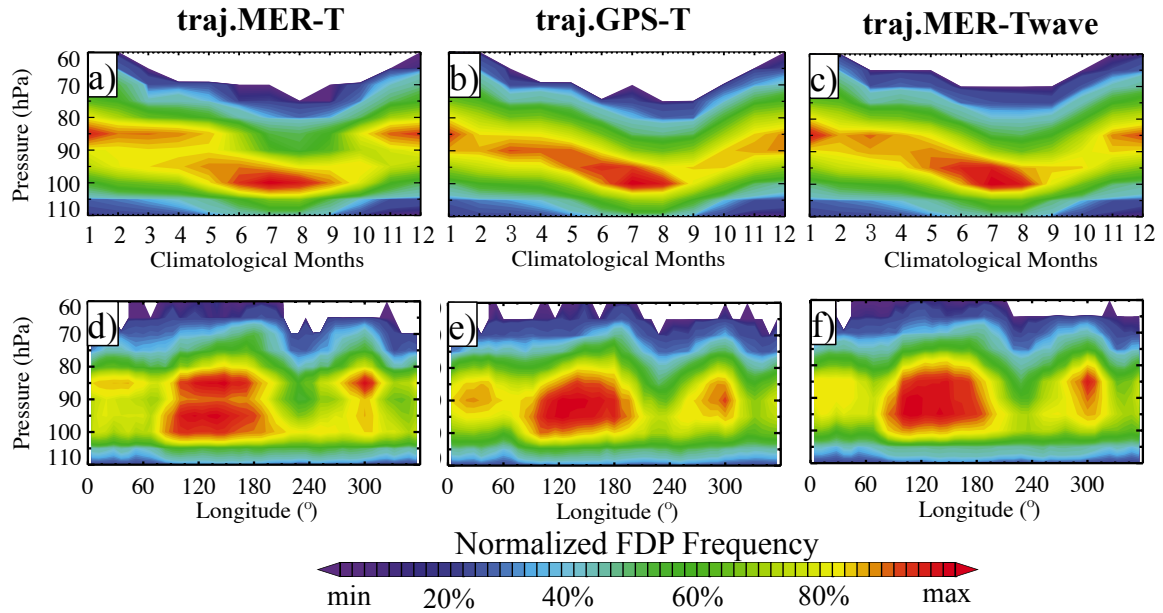 traj.MER-T traj.GPS-T traj.MER-Twave
a) b) c)
Pressure (hPa)
60
70
80
90
100
110
1 2 3 4 5 6 7 8 9 10 11 12 1 2 3 4 5 6 7 8 9 10 11 12 1 2 3 4 5 6 7 8 9 10 11 12
Climatological Months Climatological Months Climatological Months
d) e) f)
Pressure (hPa)
60
70
80
90
100
110
0 60 120 180 240 300 0 60 120 180 240 300 0 60 120 180 240 300
Longitude (°) Longitude (°) Longitude (°)
Normalized FDP Frequency
min 20% 40% 60% 80% max